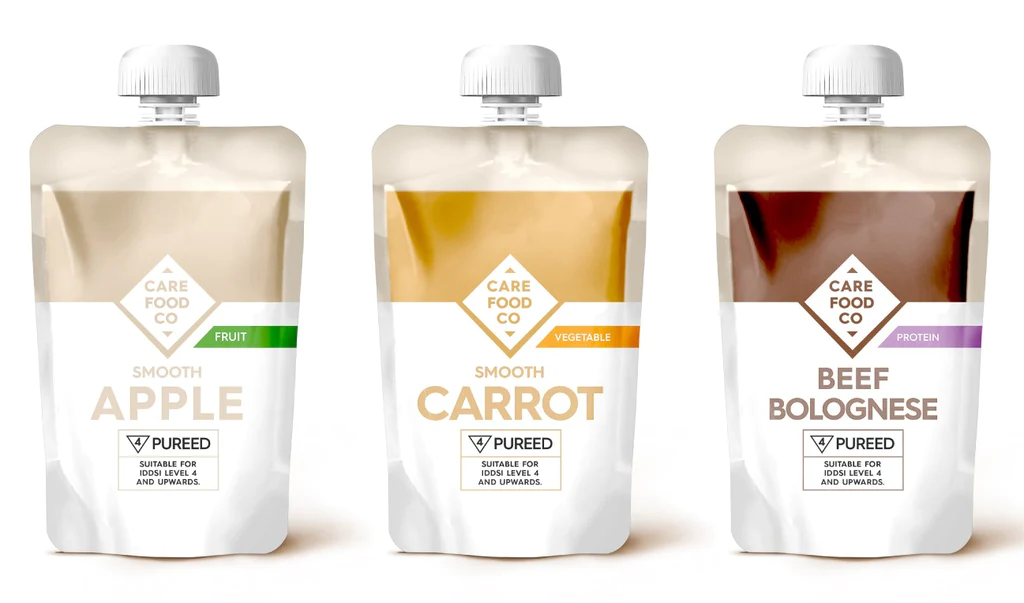 CARE
FOOD
CO
FRUIT
SMOOTH
APPLE
4 PUREED
SUITABLE FOR
IDDSI LEVEL 4
AND UPWARDS.
CARE
FOOD
CO
VEGETABLE
SMOOTH
CARROT
4 PUREED
SUITABLE FOR
IDDSI LEVEL 4
AND UPWARDS.
CARE
FOOD
CO
PROTEIN
BEEF
BOLOGNESE
4 PUREED
SUITABLE FOR
IDDSI LEVEL 4
AND UPWARDS.